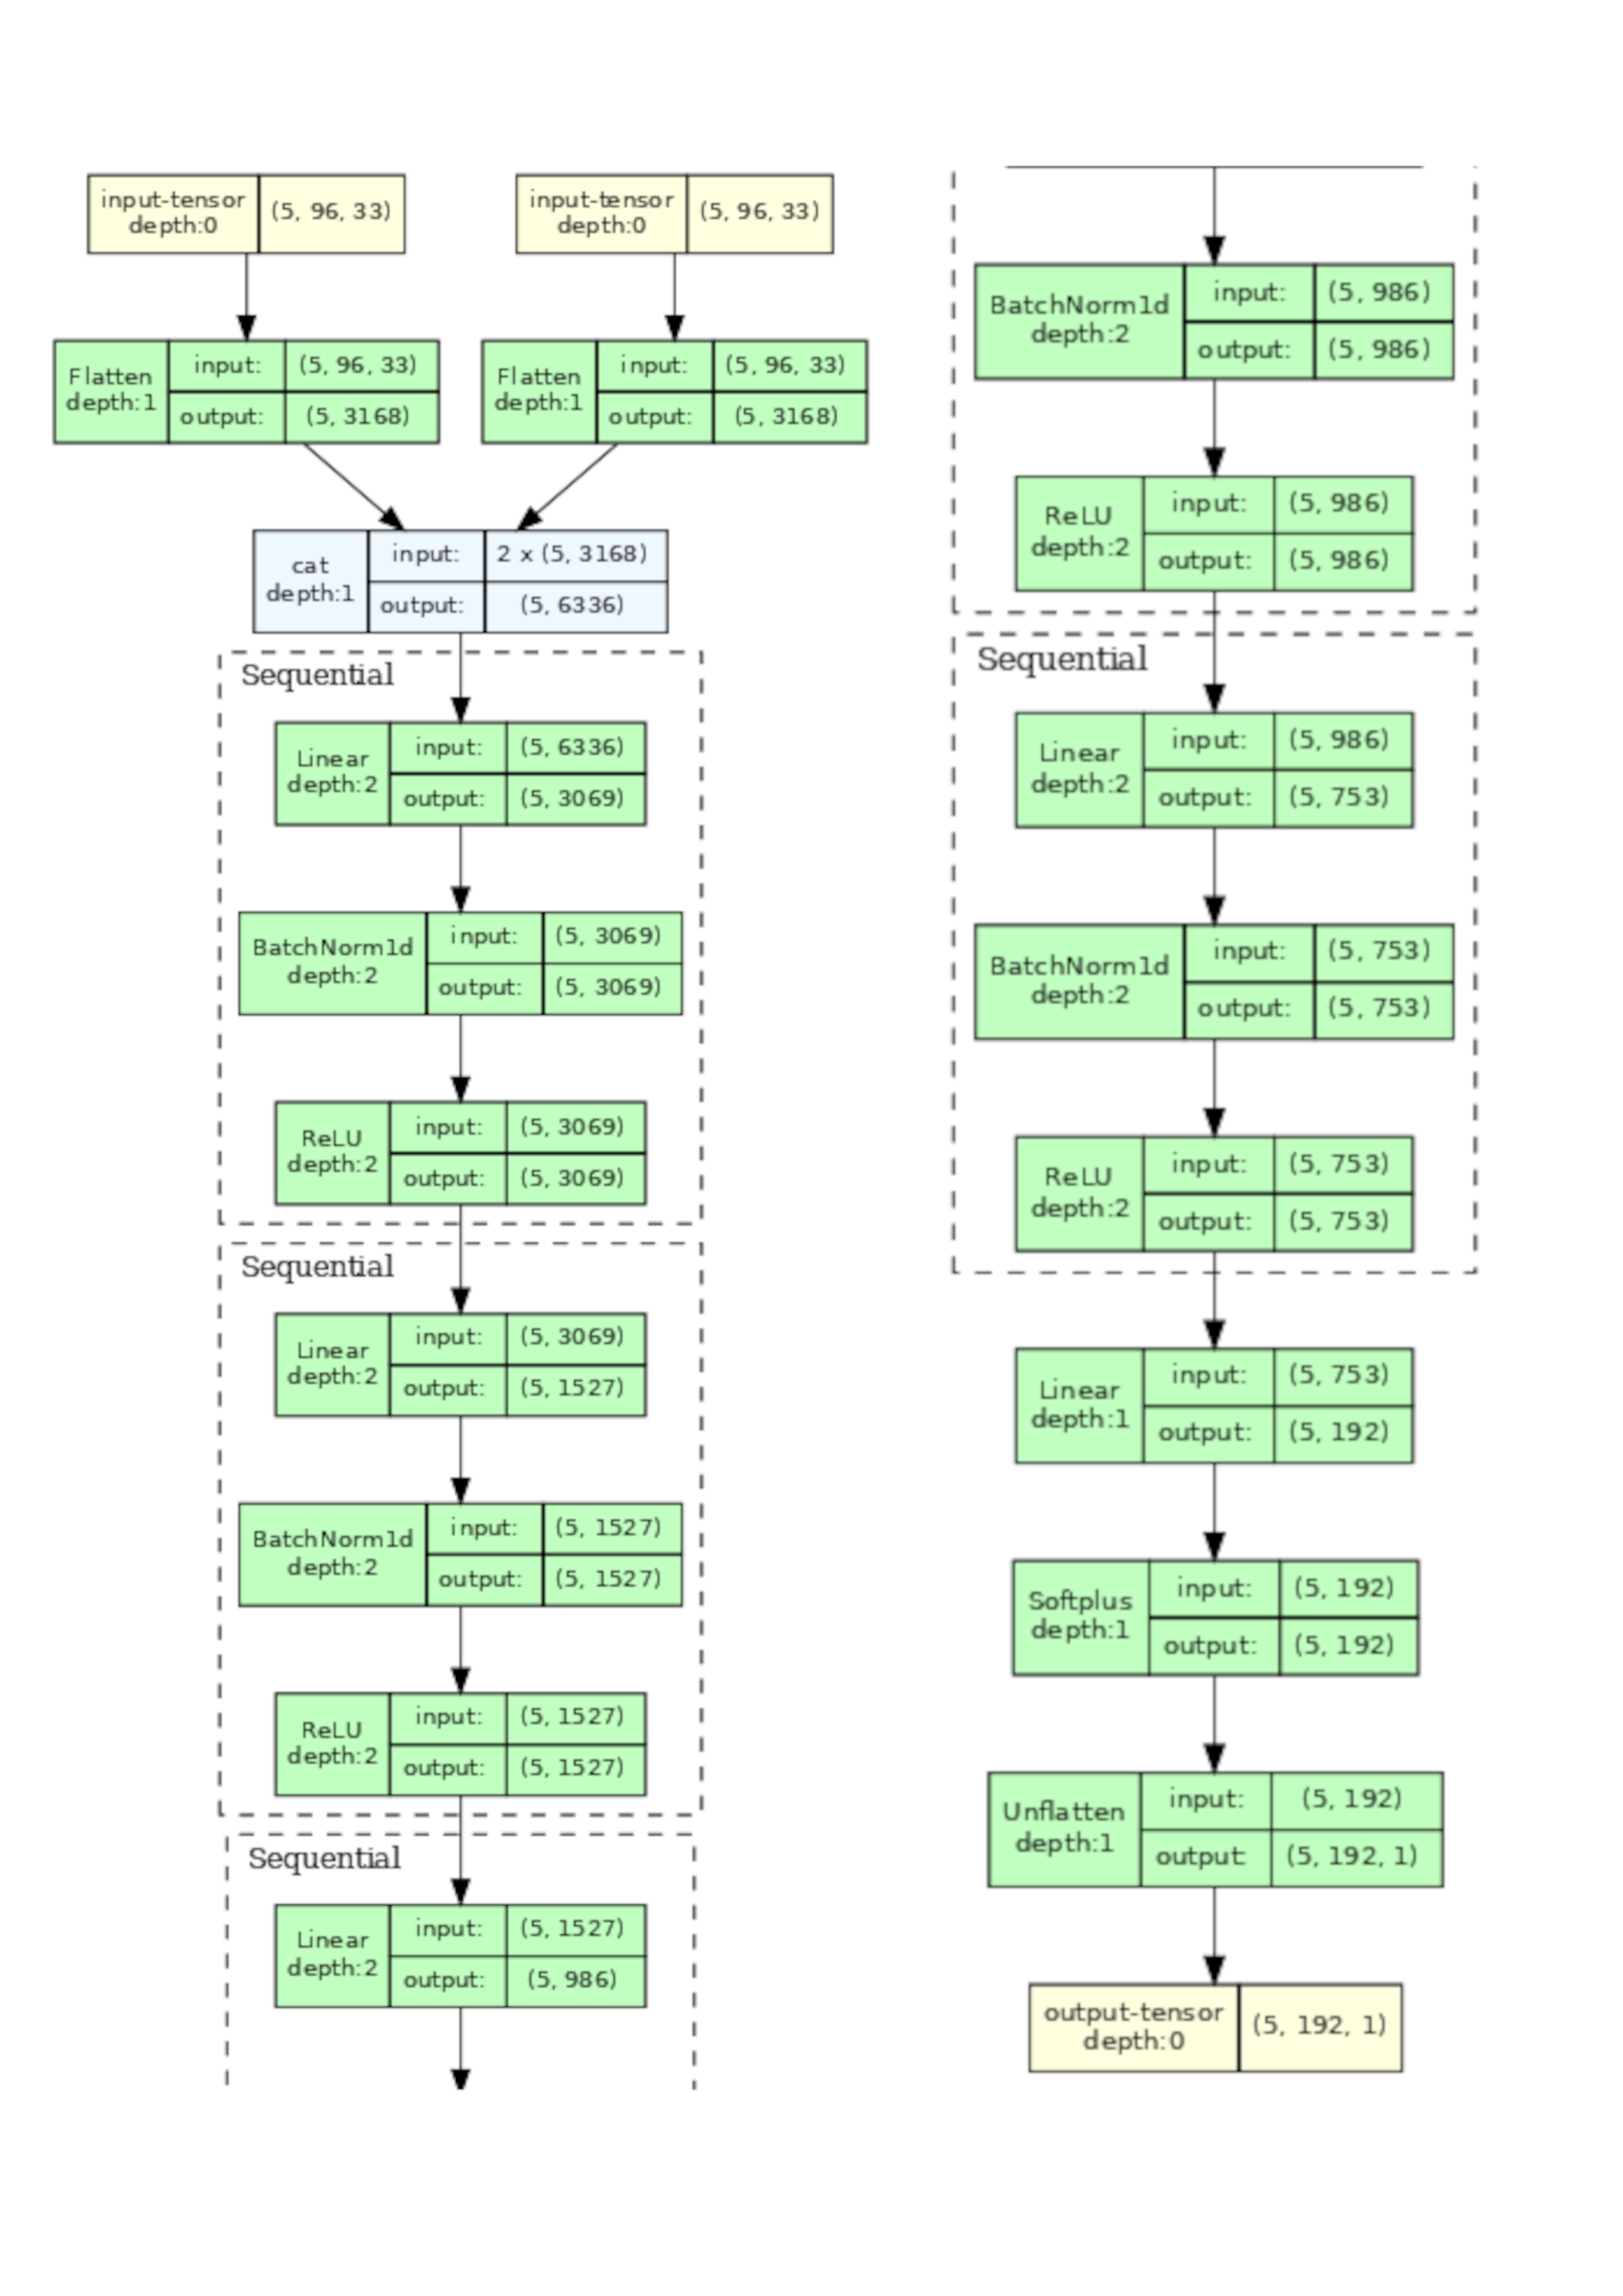 input-tensor
depth:0
(5, 96, 33)
input-tensor
depth:0
(5, 96, 33)
Flatten
depth:1
input:
(5, 96, 33)
output:
(5, 3168)
Flatten
depth:1
input:
(5, 96, 33)
output:
(5, 3168)
cat
depth:1
input:
2 x (5, 3168)
output:
(5, 6336)
Sequential
Linear
depth:2
input:
(5, 6336)
output:
(5, 3069)
BatchNorm1d
depth:2
input:
(5, 3069)
output:
(5, 3069)
ReLU
depth:2
input:
(5, 3069)
output:
(5, 3069)
Sequential
Linear
depth:2
input:
(5, 3069)
output:
(5, 1527)
BatchNorm1d
depth:2
input:
(5, 1527)
output:
(5, 1527)
ReLU
depth:2
input:
(5, 1527)
output:
(5, 1527)
Sequential
Linear
depth:2
input:
(5, 1527)
output:
(5, 986)
BatchNorm1d
depth:2
input:
(5, 986)
output:
(5, 986)
ReLU
depth:2
input:
(5, 986)
output:
(5, 986)
Sequential
Linear
depth:2
input:
(5, 986)
output:
(5, 753)
BatchNorm1d
depth:2
input:
(5, 753)
output:
(5, 753)
ReLU
depth:2
input:
(5, 753)
output:
(5, 753)
Linear
depth:1
input:
(5, 753)
output:
(5, 192)
Softplus
depth:1
input:
(5, 192)
output:
(5, 192)
Unflatten
depth:1
input:
(5, 192)
output:
(5, 192, 1)
output-tensor
depth:0
(5, 192, 1)